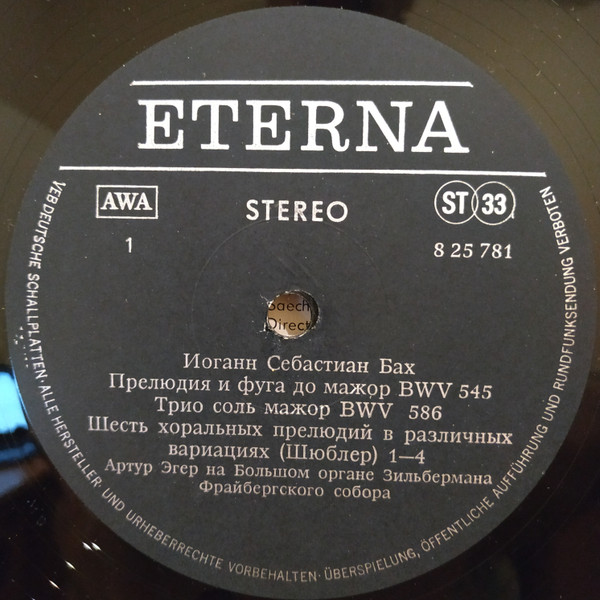 ETERNA
AWA
STEREO
ST 33
1
8 25 781
Saech
Direct
Иоганн Себастиан Бах
Прелюдия и фуга до мажор BWV 545
Трио соль мажор BWV 586
Шесть хоральных прелюдий в различных
вариациях (Шюблер) 1—4
Артур Эгер на Большом органе Зильбермана
Фрайбергского собора
VEB DEUTSCHE SCHALLPLATTEN · ALLE HERSTELLER- UND URHEBERRECHTE VORBEHALTEN · ÜBERSPIELUNG, ÖFFENTLICHE AUFFÜHRUNG UND RUNDFUNKSENDUNG VERBOTEN